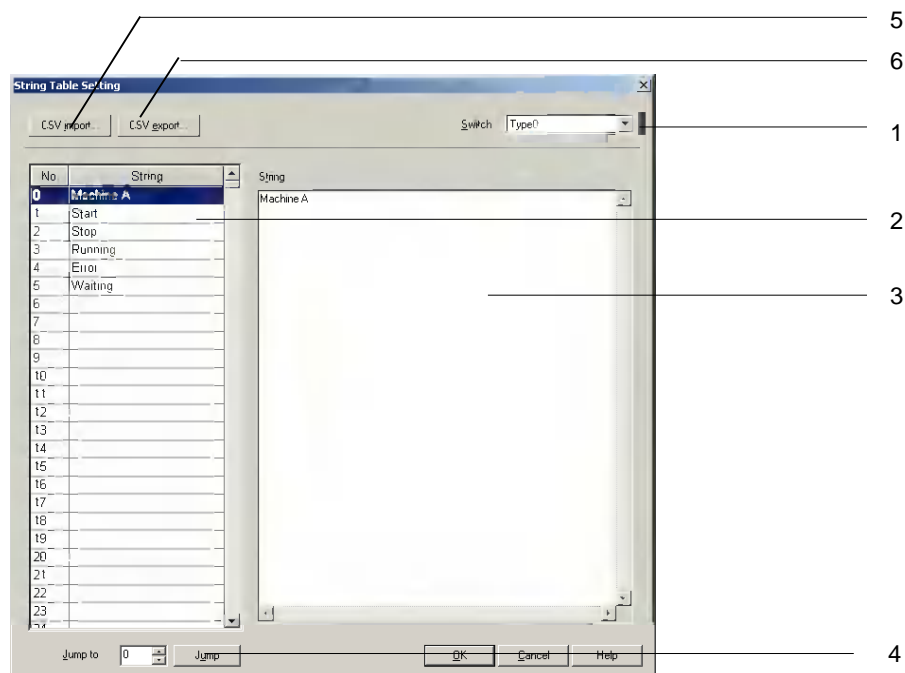 5
6
String Table Setting
CSV import... CSV export... Switch Type0
1
No String String
0 Machine A Machine A
1 Start
2
2 Stop
3 Running
4 Error
3
5 Waiting
6
7
8
9
10
11
12
13
14
15
16
17
18
19
20
21
22
23
24
Jump to 0 Jump OK Cancel Help
4